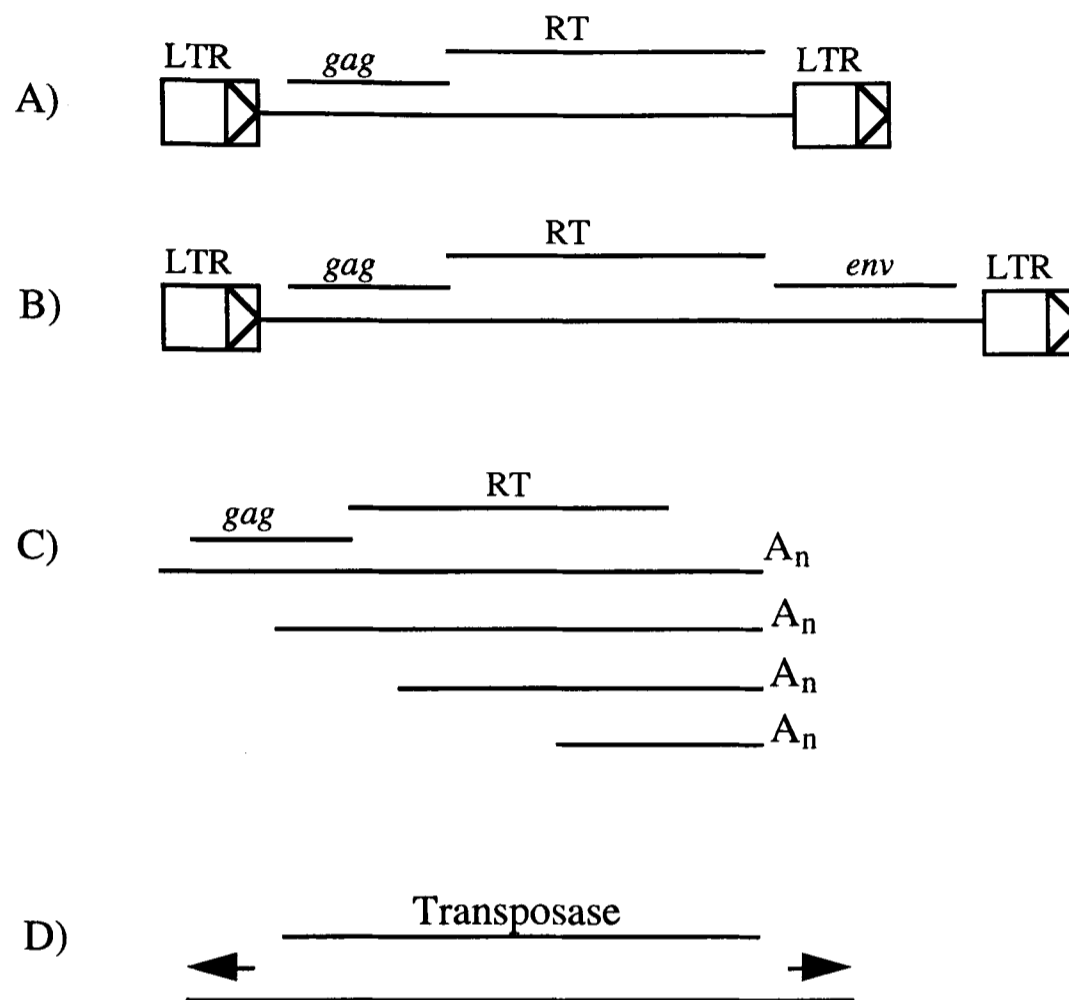 RT
LTR gag LTR
A)
RT
LTR gag env LTR
B)
RT
gag
C) An
An
An
An
Transposase
D)